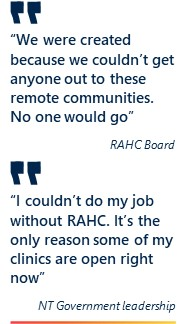 “We were created
because we couldn’t get
anyone out to these
remote communities.
No one would go”
RAHC Board
“I couldn’t do my job
without RAHC. It’s the
only reason some of my
clinics are open right
now”
NT Government leadership